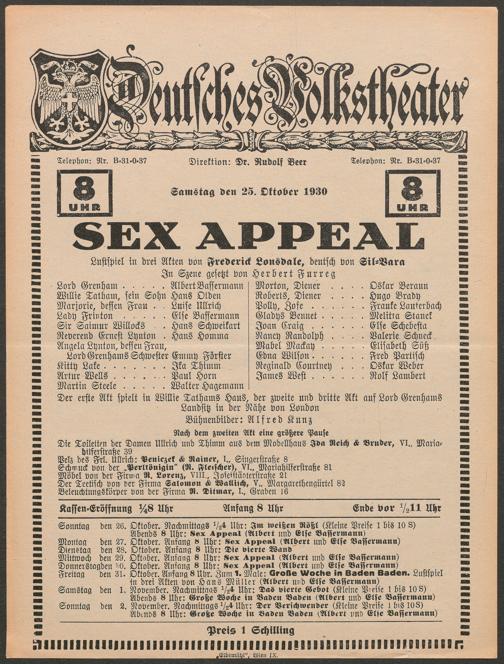 Deutsches Volkstheater
Telephon: Nr. B-31-0-37 Direktion: Dr. Rudolf Beer Telephon: Nr. B-31-0-37
8 UHR Samstag den 25. Oktober 1930 8 UHR
SEX APPEAL
Lustspiel in drei Akten von Frederick Lonsdale, deutsch von Sil-Vara
In Szene gesetzt von Herbert Furreg
Lord Grenham . . . . . Albert Bassermann
Willie Tatham, sein Sohn Hans Olden
Marjorie, dessen Frau . . Luise Ullrich
Lady Frinton . . . . . Else Bassermann
Sir Saimur Willocks . . Hans Schweikart
Reverend Ernest Lynton . Hans Homma
Angela Lynton, dessen Frau,
Lord Grenhams Schwester Emmy Förster
Kitty Lake . . . . . . Ika Thimm
Artur Wells . . . . . Paul Horn
Martin Steele . . . . . Walter Hagemann
Morton, Diener . . . . Oskar Beraun
Roberts, Diener . . . . Hugo Brady
Polly, Zofe . . . . . . Franke Lauterbach
Gladys Bennet . . . . . Melitta Stanek
Joan Craig . . . . . . Else Schebesta
Nancy Randolph . . . . Valerie Schneck
Mabel Mackay . . . . . Elisabeth Süß
Edna Wilson . . . . . Fred Partisch
Reginald Courtney . . . Oskar Weber
James West . . . . . . Rolf Lambert
Der erste Akt spielt in Willie Tathams Haus, der zweite und dritte Akt auf Lord Grenhams
Landsitz in der Nähe von London
Bühnenbilder: Alfred Kunz
Nach dem zweiten Akt eine größere Pause
Die Toiletten der Damen Ullrich und Thimm aus dem Modellhaus Ida Reich & Bruder, VI., Maria-
hilferstraße 39
Pelz des Frl. Ullrich: Peniczek & Rainer, I., Singerstraße 8
Schmuck von der „Perlkönigin“ (R. Fleischer), VI., Mariahilferstraße 81
Möbel von der Firma R. Lorenz, VIII., Josefstädterstraße 21
Der Teetisch von der Firma Salomon & Wallisch, V., Margarethengürtel 82
Beleuchtungskörper von der Firma R. Ditmar, I., Graben 16
Kassen-Eröffnung 1/2 8 Uhr Anfang 8 Uhr Ende vor 1/2 11 Uhr
Sonntag den 26. Oktober, Nachmittags 1/2 4 Uhr: Im weißen Rößl (Kleine Preise 1 bis 10 S)
Abends 8 Uhr: Sex Appeal (Albert und Else Bassermann)
Montag den 27. Oktober, Anfang 8 Uhr: Sex Appeal (Albert und Else Bassermann)
Dienstag den 28. Oktober, Anfang 8 Uhr: Die vierte Wand
Mittwoch den 29. Oktober, Anfang 8 Uhr: Sex Appeal (Albert und Else Bassermann)
Donnerstag den 30. Oktober, Anfang 8 Uhr: Sex Appeal (Albert und Else Bassermann)
Freitag den 31. Oktober, Anfang 8 Uhr. Zum 1. Male: Große Woche in Baden Baden. Lustspiel
in drei Akten von Hans Müller (Albert und Else Bassermann)
Samstag den 1. November, Nachmittags 1/2 4 Uhr: Das vierte Gebot (Kleine Preise 1 bis 10 S)
Abends 8 Uhr: Große Woche in Baden Baden (Albert und Else Bassermann)
Sonntag den 2. November, Nachmittags 1/2 4 Uhr: Der Verschwender (Kleine Preise 1 bis 10 S)
Abends 8 Uhr: Große Woche in Baden Baden (Albert und Else Bassermann)
Preis 1 Schilling
Wien IX.